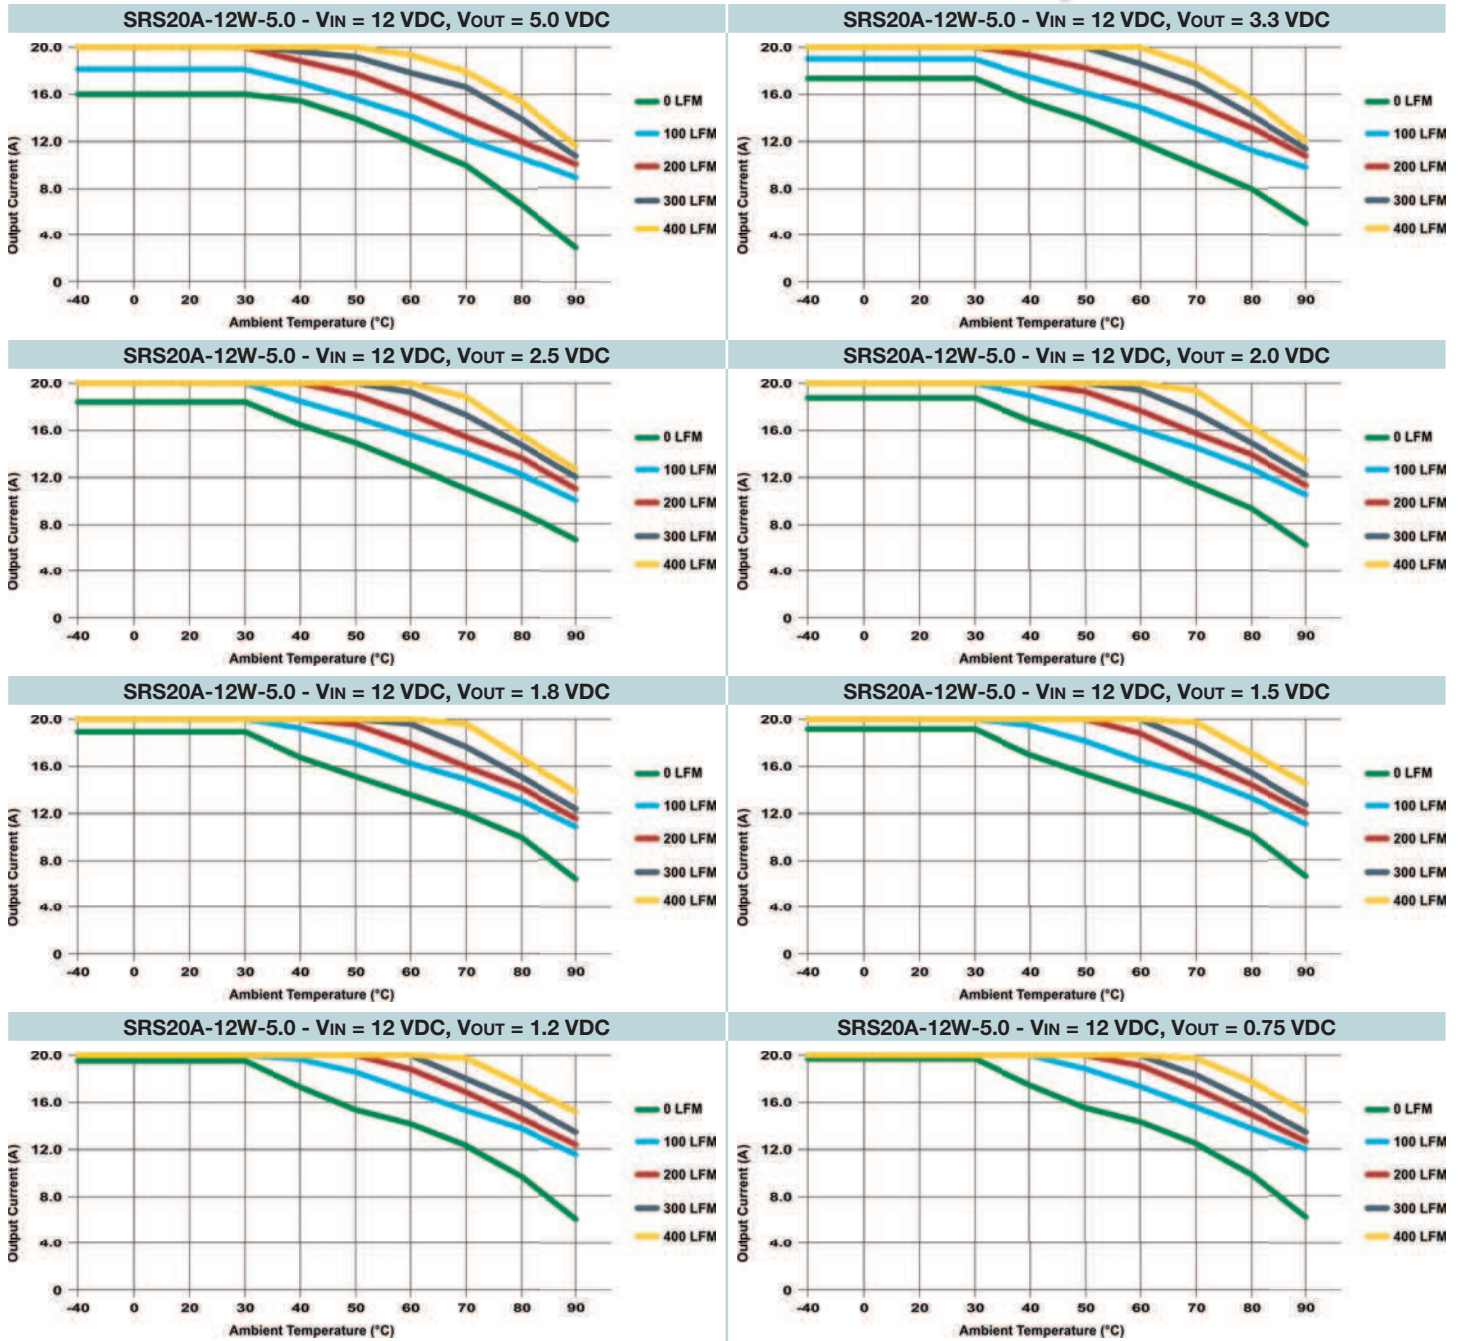 SRS20A-12W-5.0 - VIN = 12 VDC, VOUT = 5.0 VDC
20.0
16.0
12.0
8.0
4.0
0
Output Current (A)
-40 0 20 30 40 50 60 70 80 90
Ambient Temperature (°C)
0 LFM
100 LFM
200 LFM
300 LFM
400 LFM
SRS20A-12W-5.0 - VIN = 12 VDC, VOUT = 3.3 VDC
20.0
16.0
12.0
8.0
4.0
0
Output Current (A)
-40 0 20 30 40 50 60 70 80 90
Ambient Temperature (°C)
0 LFM
100 LFM
200 LFM
300 LFM
400 LFM
SRS20A-12W-5.0 - VIN = 12 VDC, VOUT = 2.5 VDC
20.0
16.0
12.0
8.0
4.0
0
Output Current (A)
-40 0 20 30 40 50 60 70 80 90
Ambient Temperature (°C)
0 LFM
100 LFM
200 LFM
300 LFM
400 LFM
SRS20A-12W-5.0 - VIN = 12 VDC, VOUT = 2.0 VDC
20.0
16.0
12.0
8.0
4.0
0
Output Current (A)
-40 0 20 30 40 50 60 70 80 90
Ambient Temperature (°C)
0 LFM
100 LFM
200 LFM
300 LFM
400 LFM
SRS20A-12W-5.0 - VIN = 12 VDC, VOUT = 1.8 VDC
20.0
16.0
12.0
8.0
4.0
0
Output Current (A)
-40 0 20 30 40 50 60 70 80 90
Ambient Temperature (°C)
0 LFM
100 LFM
200 LFM
300 LFM
400 LFM
SRS20A-12W-5.0 - VIN = 12 VDC, VOUT = 1.5 VDC
20.0
16.0
12.0
8.0
4.0
0
Output Current (A)
-40 0 20 30 40 50 60 70 80 90
Ambient Temperature (°C)
0 LFM
100 LFM
200 LFM
300 LFM
400 LFM
SRS20A-12W-5.0 - VIN = 12 VDC, VOUT = 1.2 VDC
20.0
16.0
12.0
8.0
4.0
0
Output Current (A)
-40 0 20 30 40 50 60 70 80 90
Ambient Temperature (°C)
0 LFM
100 LFM
200 LFM
300 LFM
400 LFM
SRS20A-12W-5.0 - VIN = 12 VDC, VOUT = 0.75 VDC
20.0
16.0
12.0
8.0
4.0
0
Output Current (A)
-40 0 20 30 40 50 60 70 80 90
Ambient Temperature (°C)
0 LFM
100 LFM
200 LFM
300 LFM
400 LFM